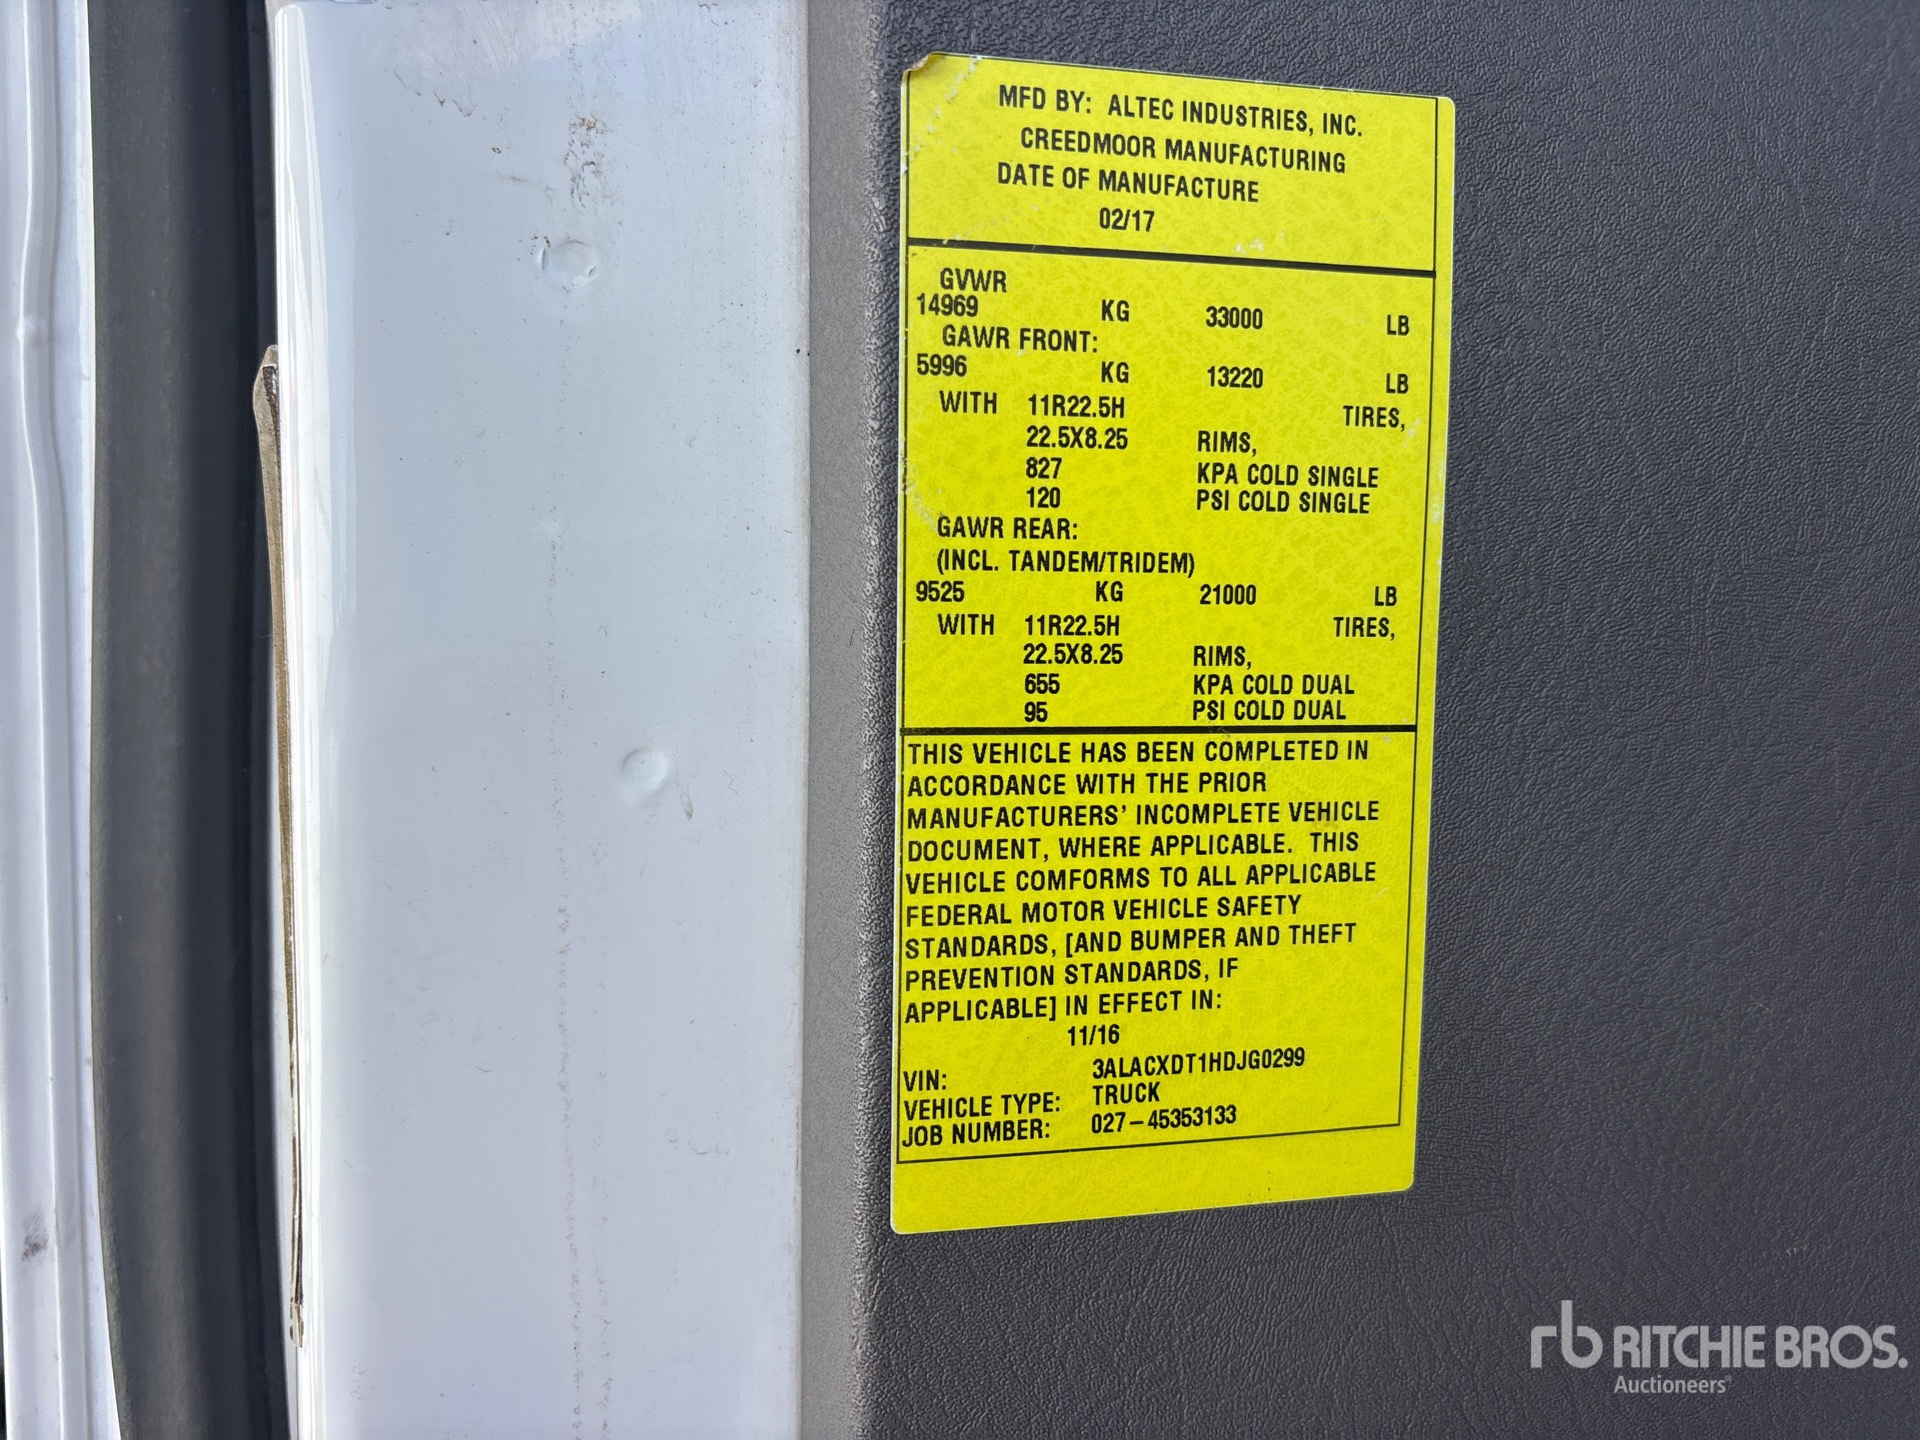 MFD BY: ALTEC INDUSTRIES, INC.
CREEDMOOR MANUFACTURING
DATE OF MANUFACTURE
02/17
GVWR
14969 KG 33000 LB
GAWR FRONT:
5996 KG 13220 LB
WITH 11R22.5H TIRES,
22.5X8.25 RIMS,
827 KPA COLD SINGLE
120 PSI COLD SINGLE
GAWR REAR:
(INCL. TANDEM/TRIDEM)
9525 KG 21000 LB
WITH 11R22.5H TIRES,
22.5X8.25 RIMS,
655 KPA COLD DUAL
95 PSI COLD DUAL
THIS VEHICLE HAS BEEN COMPLETED IN
ACCORDANCE WITH THE PRIOR
MANUFACTURERS' INCOMPLETE VEHICLE
DOCUMENT, WHERE APPLICABLE. THIS
VEHICLE COMFORMS TO ALL APPLICABLE
FEDERAL MOTOR VEHICLE SAFETY
STANDARDS, [AND BUMPER AND THEFT
PREVENTION STANDARDS, IF
APPLICABLE] IN EFFECT IN:
11/16
VIN: 3ALACXDT1HDJG0299
VEHICLE TYPE: TRUCK
JOB NUMBER: 027-45353133
rb RITCHIE BROS.
Auctioneers